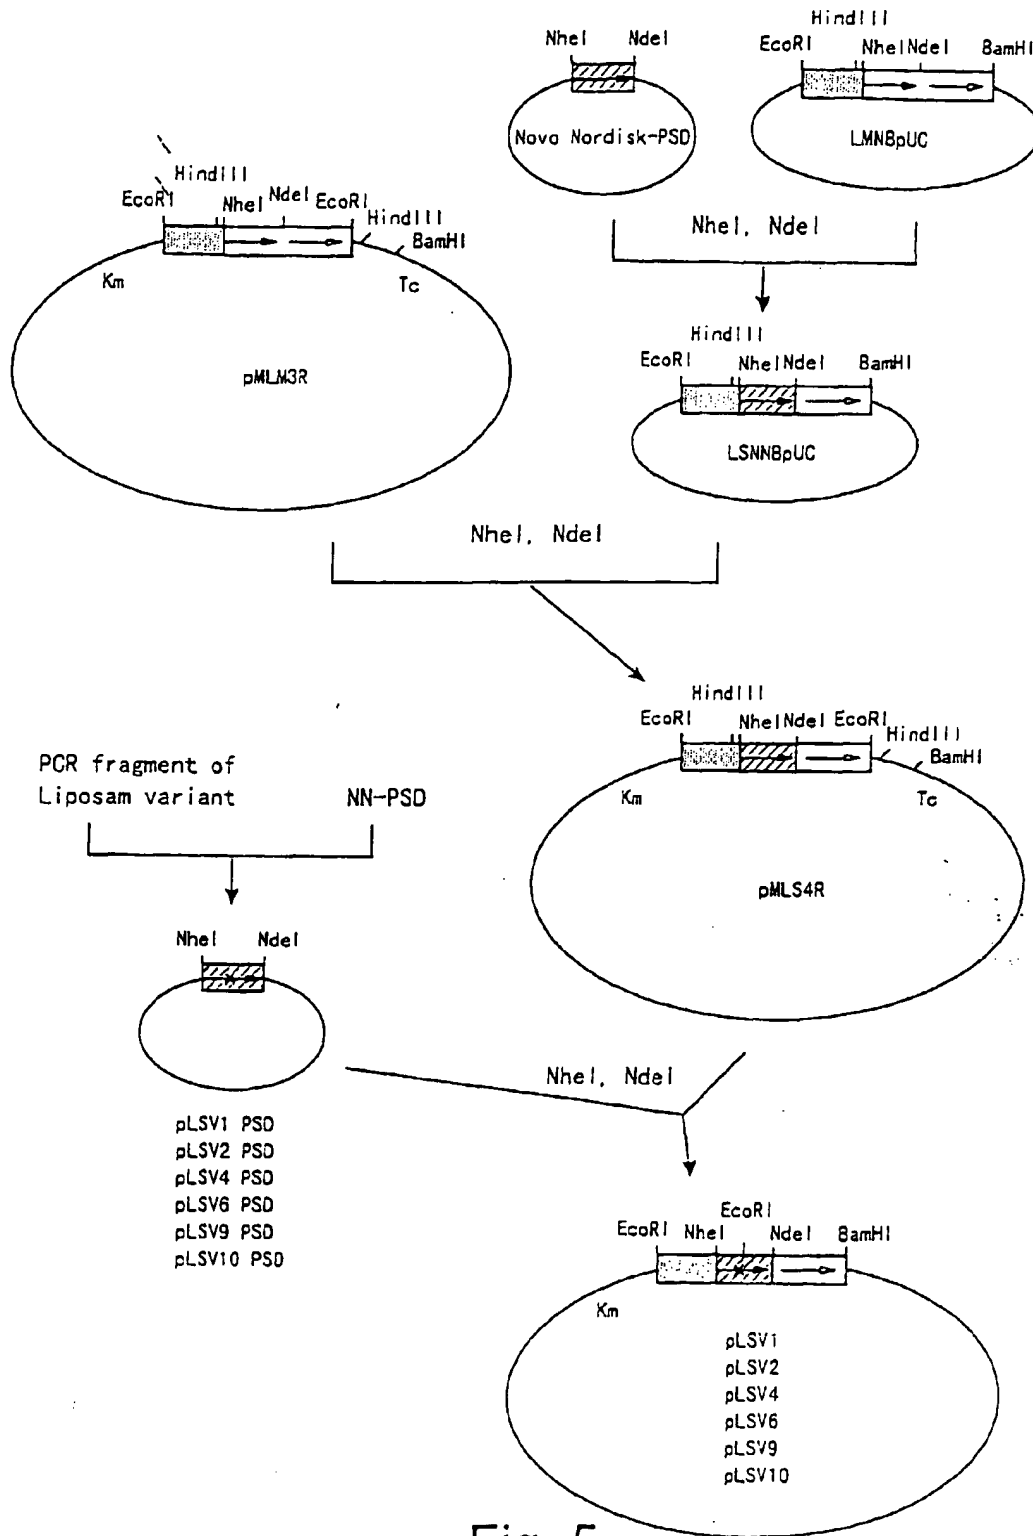 NheI NdeI
Novo Nordisk-PSD
HindIII
EcoRI NheI NdeI BamHI
LMNBpUC
NheI, NdeI
HindIII
EcoRI NheI NdeI EcoRI HindIII BamHI
Km Tc
pMLM3R
HindIII
EcoRI NheI NdeI BamHI
LSNNBpUC
NheI, NdeI
HindIII
EcoRI NheI NdeI EcoRI HindIII BamHI
Km Tc
pMLS4R
PCR fragment of
Liposam variant NN-PSD
NheI NdeI
pLSV1 PSD
pLSV2 PSD
pLSV4 PSD
pLSV6 PSD
pLSV9 PSD
pLSV10 PSD
NheI, NdeI
EcoRI
EcoRI NheI NdeI BamHI
Km
pLSV1
pLSV2
pLSV4
pLSV6
pLSV9
pLSV10
Fig. 5